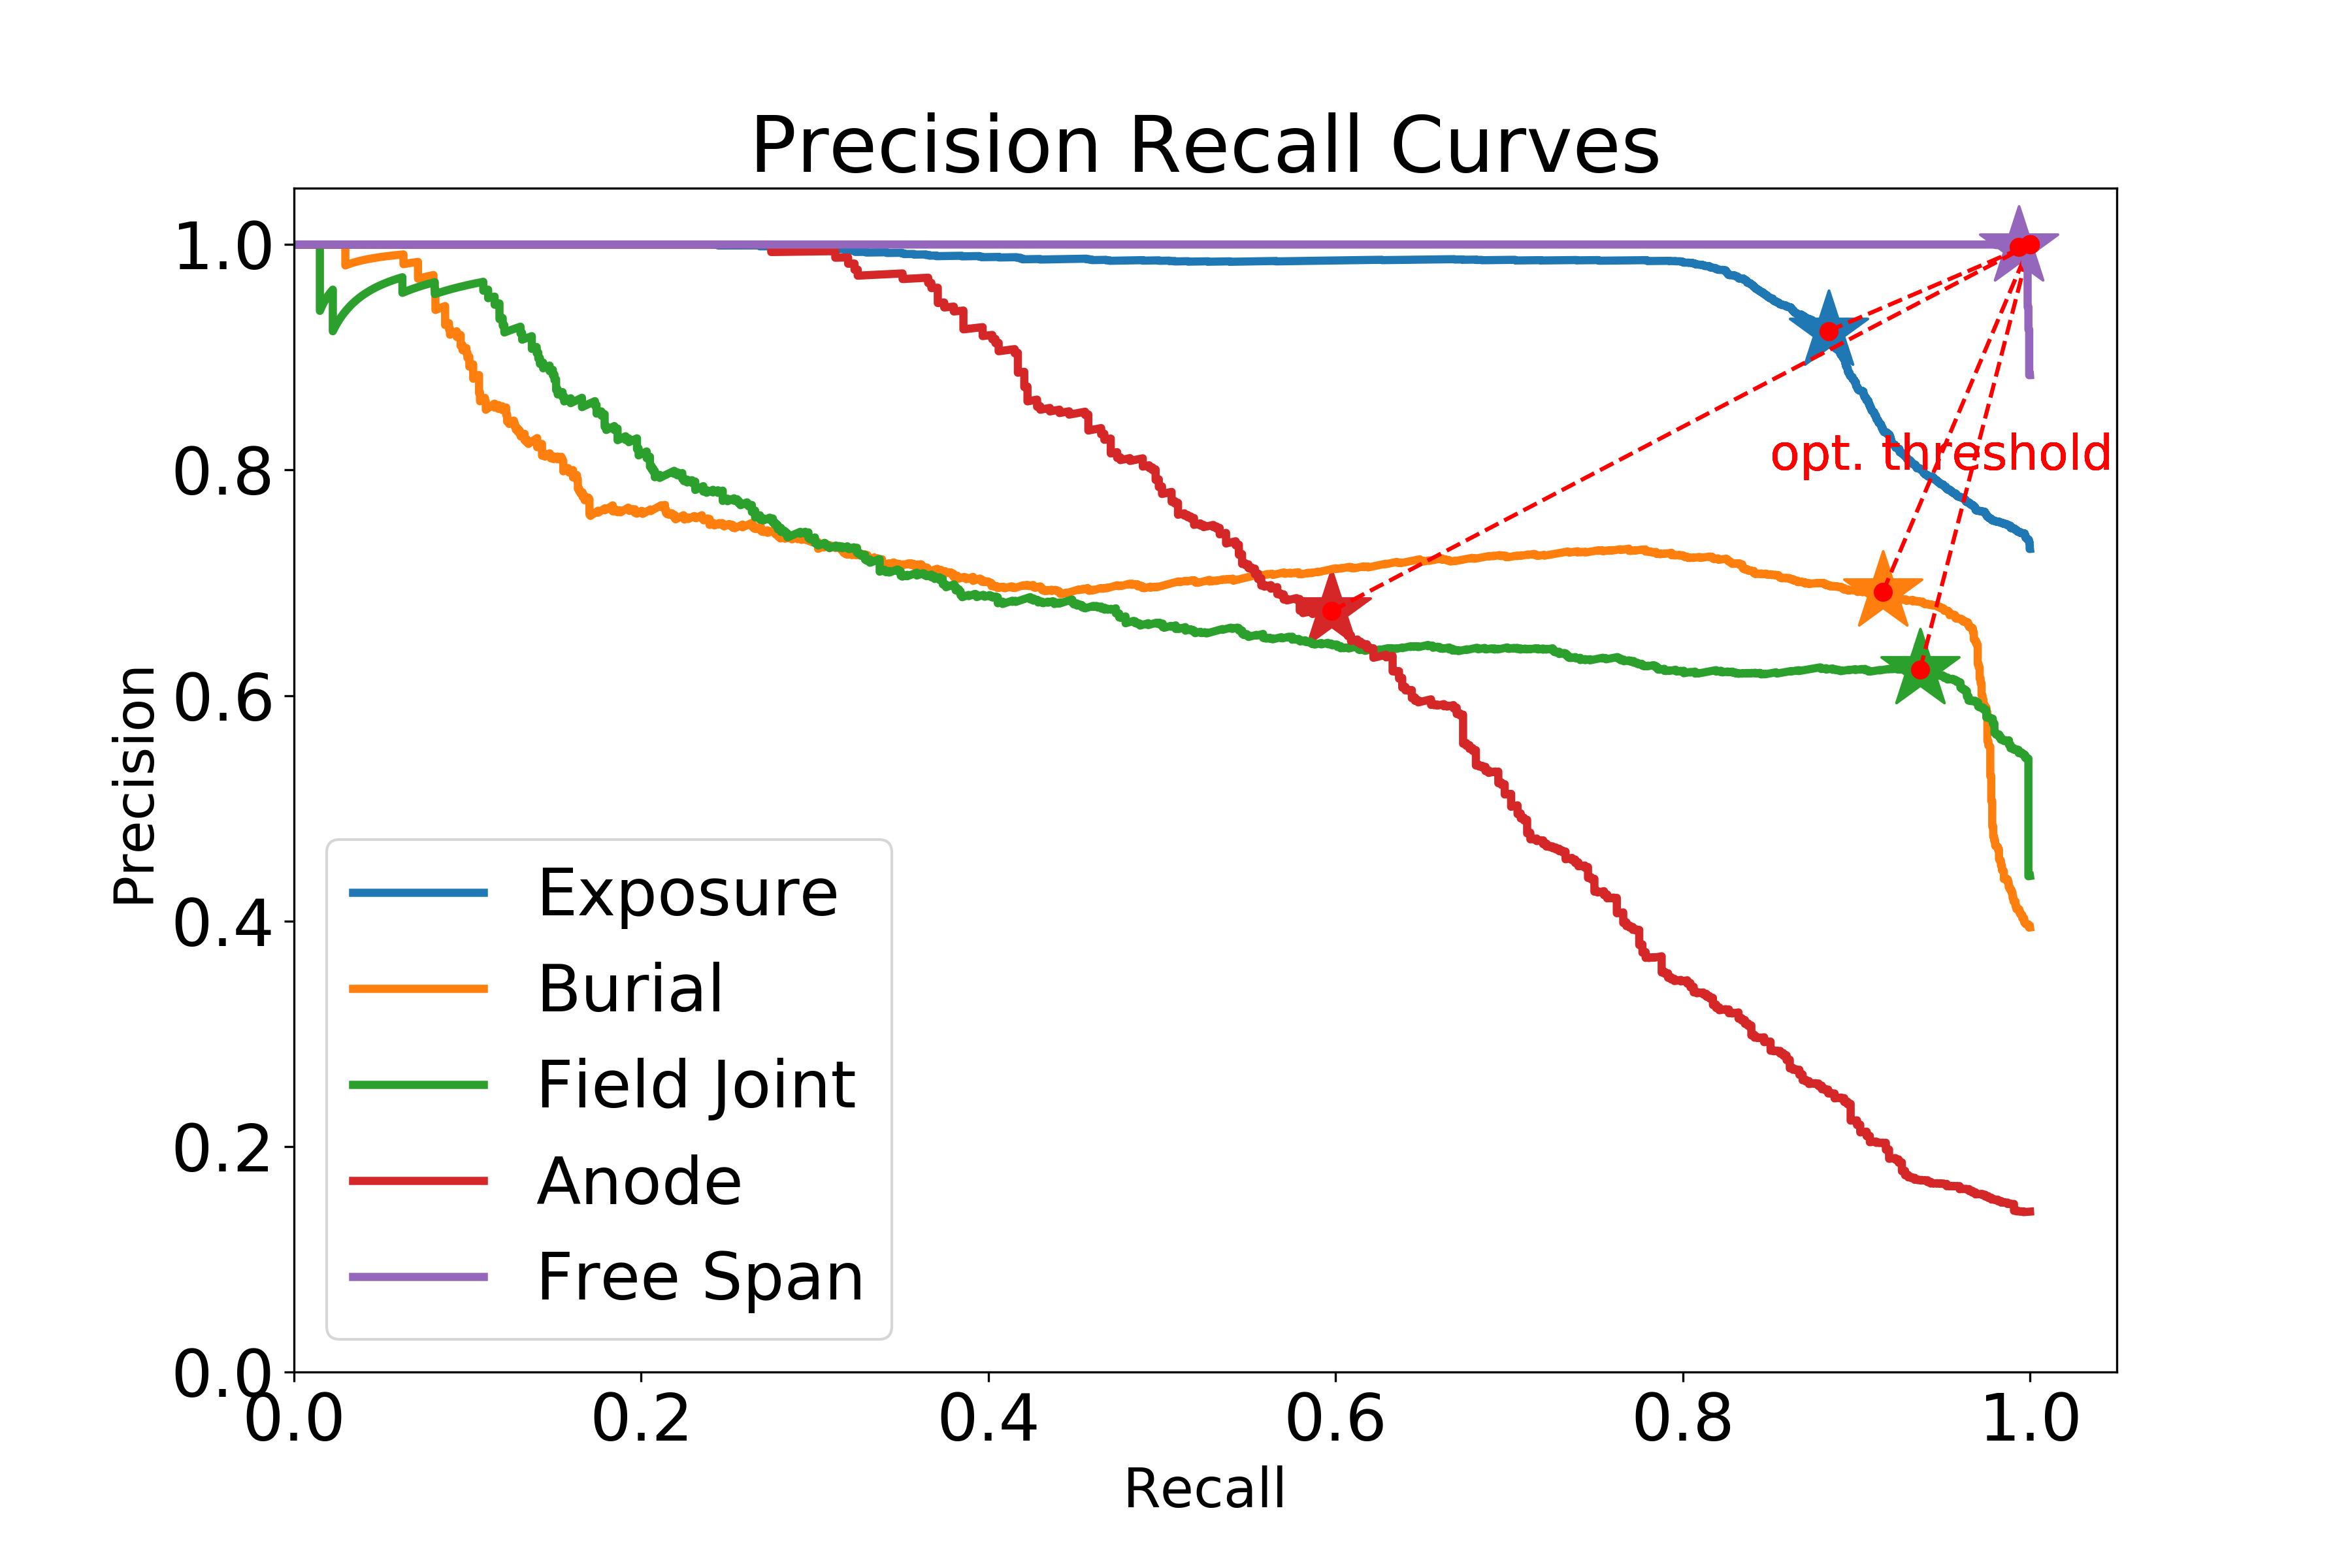 Precision Recall Curves
1.0
0.8
0.6
0.4
0.2
0.0
Precision
opt. threshold
Exposure
Burial
Field Joint
Anode
Free Span
0.0 0.2 0.4 0.6 0.8 1.0
Recall